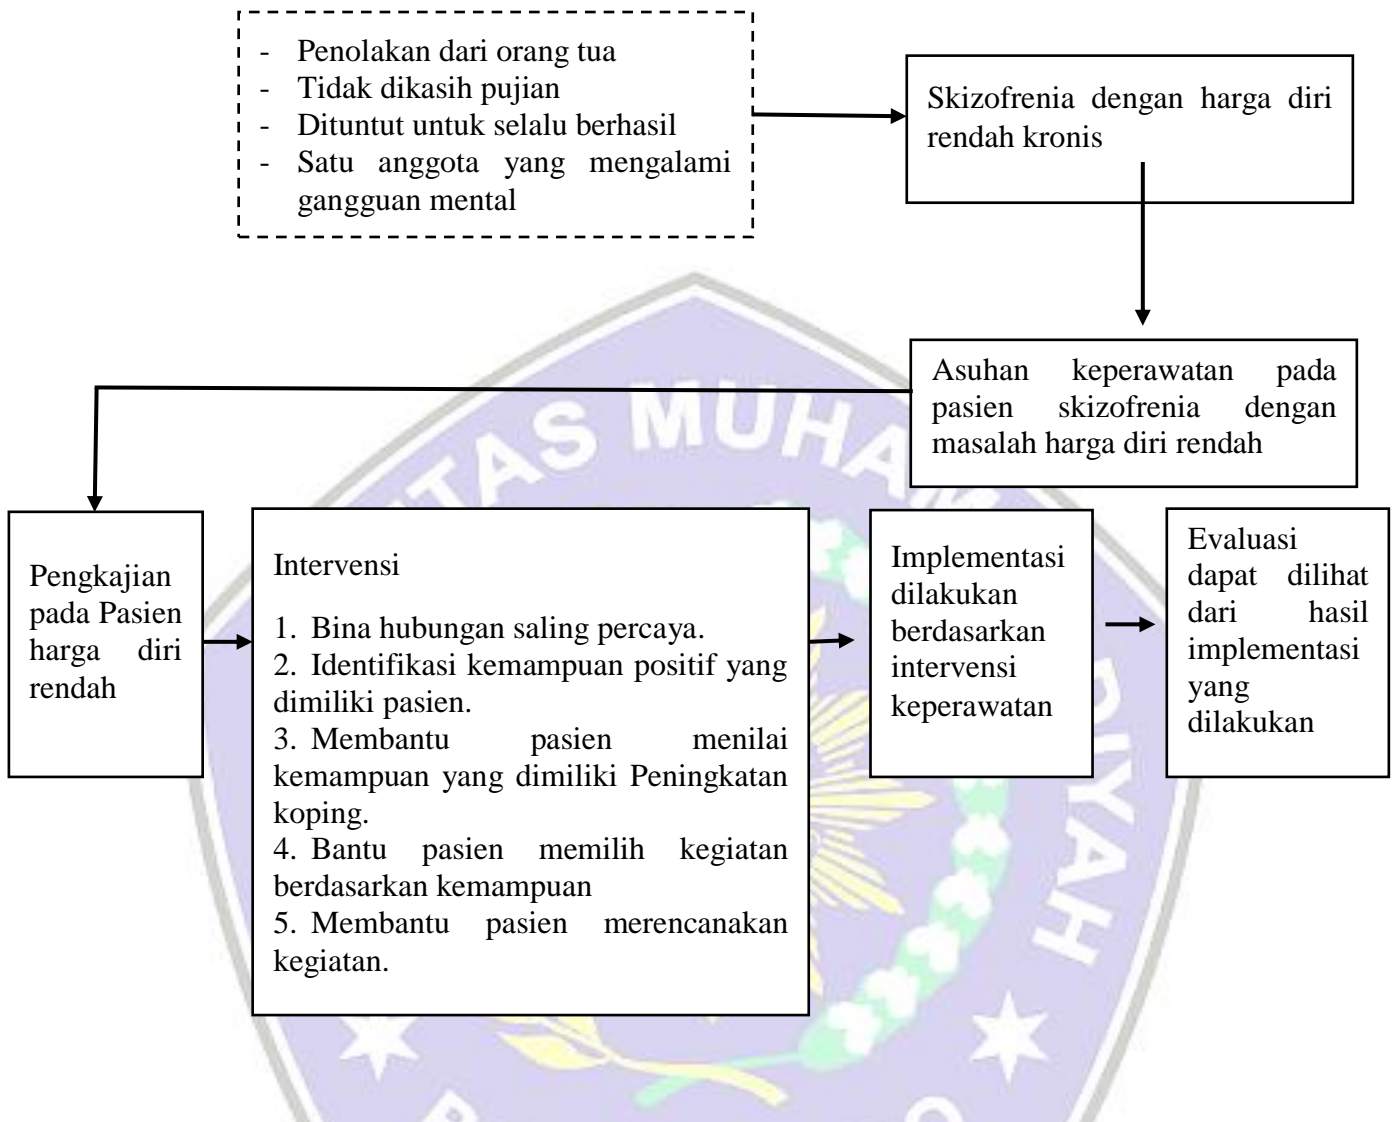 - Penolakan dari orang tua
- Tidak dikasih pujian
- Dituntut untuk selalu berhasil
- Satu anggota yang mengalami
gangguan mental
Skizofrenia dengan harga diri
rendah kronis
Asuhan keperawatan pada
pasien skizofrenia dengan
masalah harga diri rendah
Pengkajian
pada Pasien
harga diri
rendah
Intervensi
1. Bina hubungan saling percaya.
2. Identifikasi kemampuan positif yang
dimiliki pasien.
3. Membantu pasien menilai
kemampuan yang dimiliki Peningkatan
koping.
4. Bantu pasien memilih kegiatan
berdasarkan kemampuan
5. Membantu pasien merencanakan
kegiatan.
Implementasi
dilakukan
berdasarkan
intervensi
keperawatan
Evaluasi
dapat dilihat
dari hasil
implementasi
yang
dilakukan